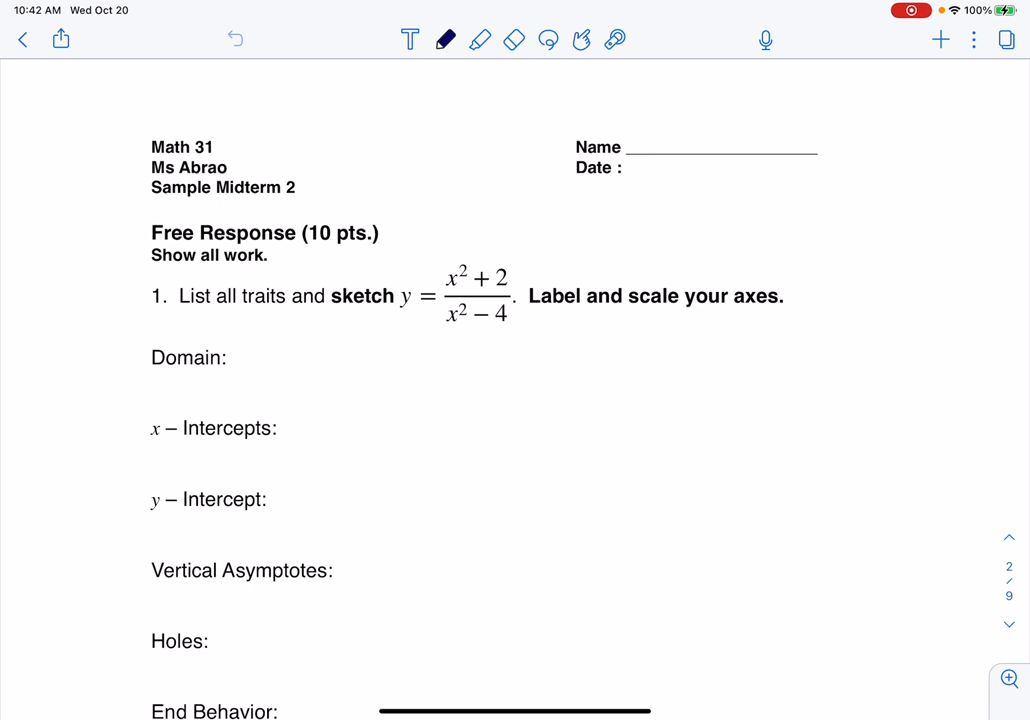 10:42 AM Wed Oct 20
100%
Math 31
Name
Ms Abrao
Date :
Sample Midterm 2
Free Response (10 pts.)
Show all work.
1. List all traits and sketch y = (x² + 2)/(x² − 4). Label and scale your axes.
Domain:
x – Intercepts:
y – Intercept:
Vertical Asymptotes:
Holes:
End Behavior:
2
/
9